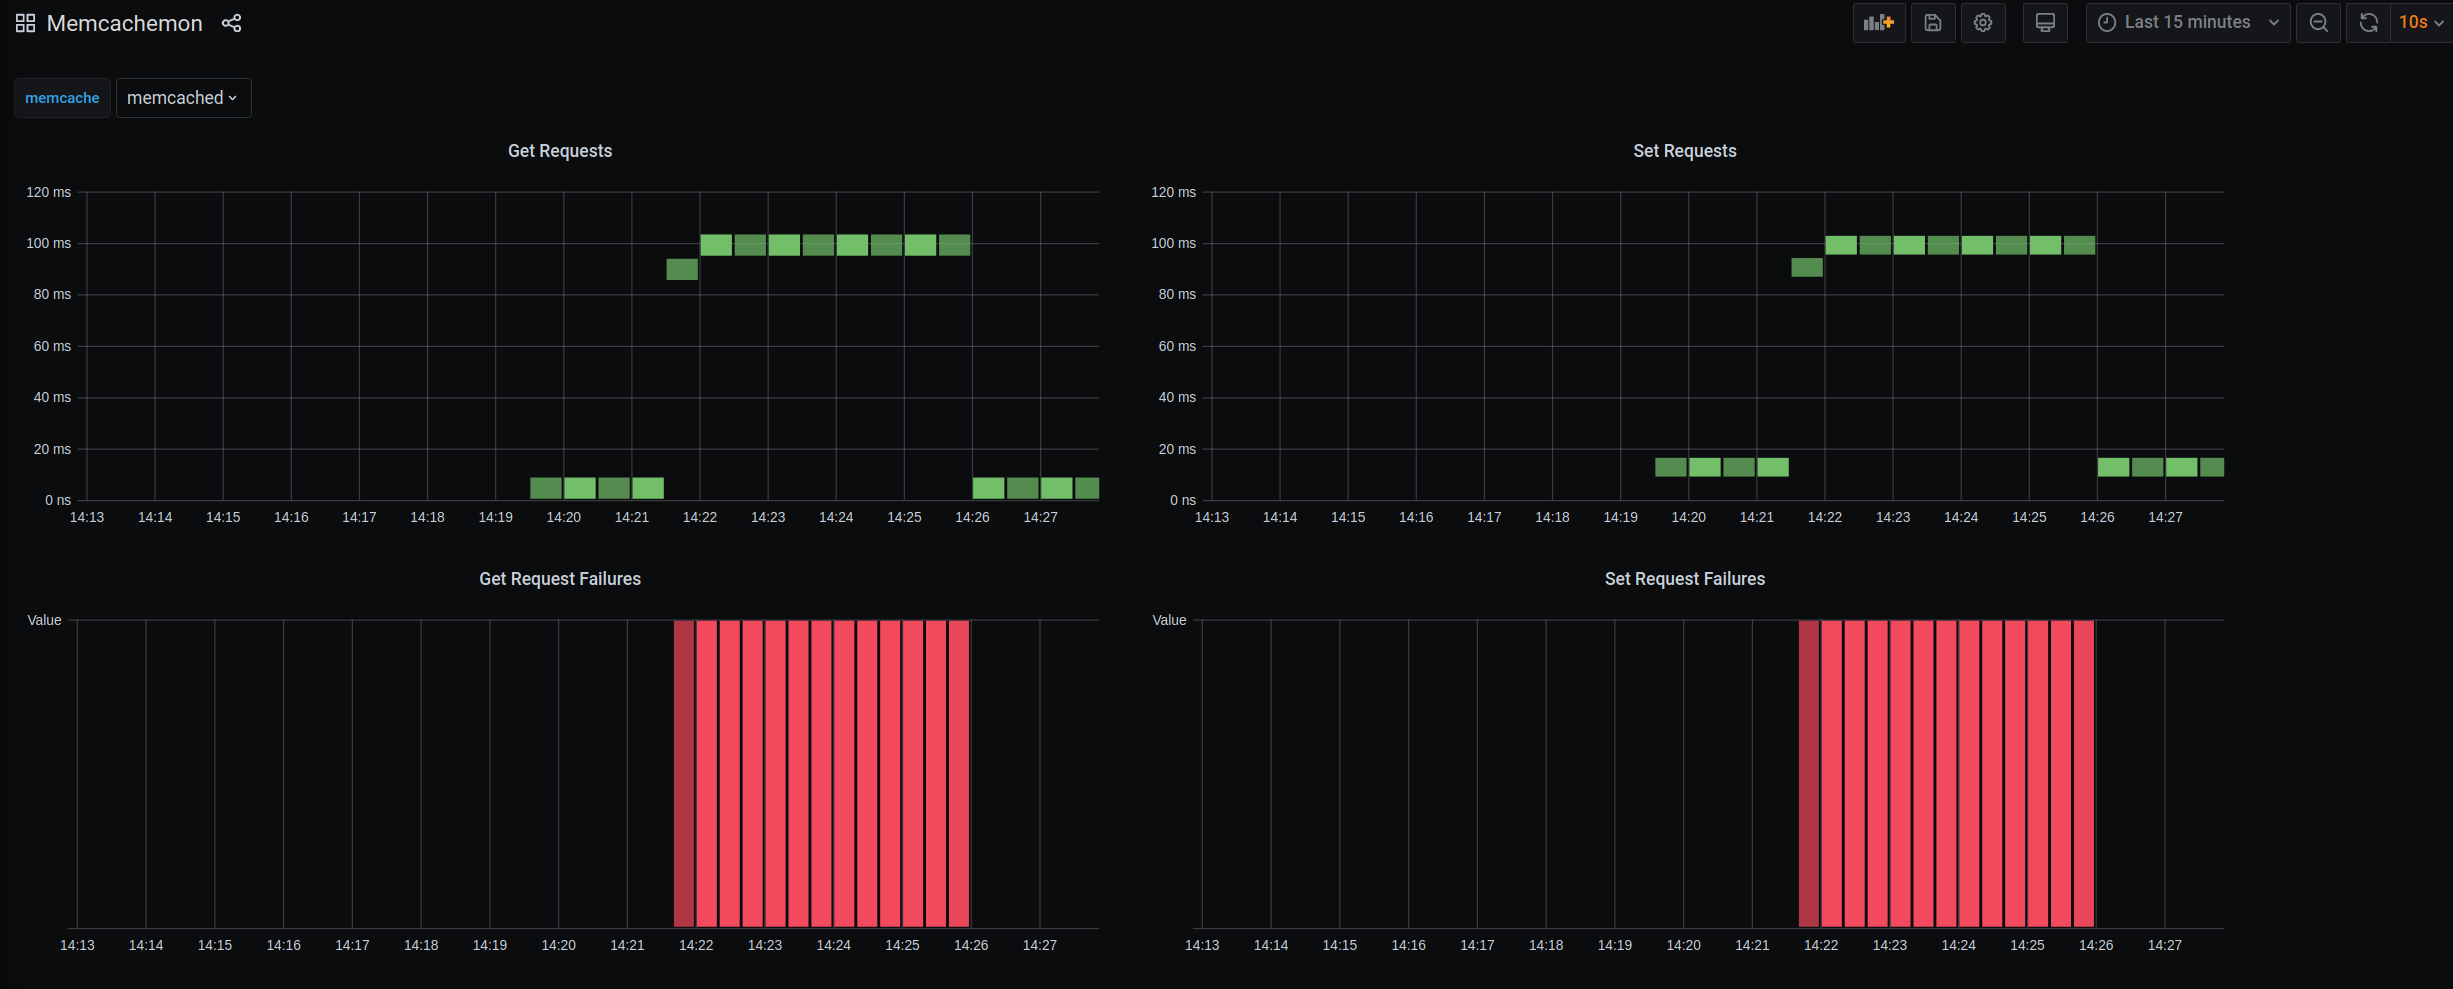 Memcachemon
Last 15 minutes
10s
memcache
memcached
Get Requests
120 ms
100 ms
80 ms
60 ms
40 ms
20 ms
0 ns
14:13 14:14 14:15 14:16 14:17 14:18 14:19 14:20 14:21 14:22 14:23 14:24 14:25 14:26 14:27
Set Requests
120 ms
100 ms
80 ms
60 ms
40 ms
20 ms
0 ns
14:13 14:14 14:15 14:16 14:17 14:18 14:19 14:20 14:21 14:22 14:23 14:24 14:25 14:26 14:27
Get Request Failures
Value
14:13 14:14 14:15 14:16 14:17 14:18 14:19 14:20 14:21 14:22 14:23 14:24 14:25 14:26 14:27
Set Request Failures
Value
14:13 14:14 14:15 14:16 14:17 14:18 14:19 14:20 14:21 14:22 14:23 14:24 14:25 14:26 14:27